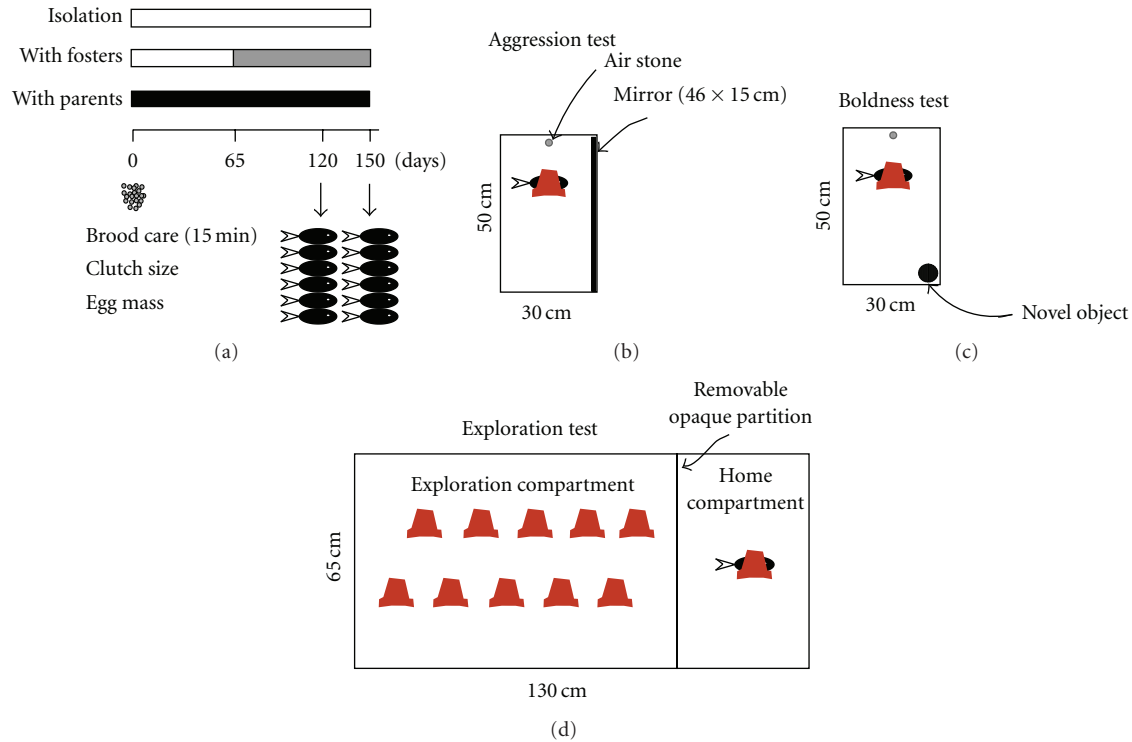 Isolation
With fosters
With parents
0 65 120 150 (days)
Brood care (15 min)
Clutch size
Egg mass
(a)
Aggression test
Air stone
Mirror (46 × 15 cm)
50 cm
30 cm
(b)
Boldness test
50 cm
30 cm
Novel object
(c)
Exploration test
Removable
opaque partition
Exploration compartment
Home
compartment
65 cm
130 cm
(d)